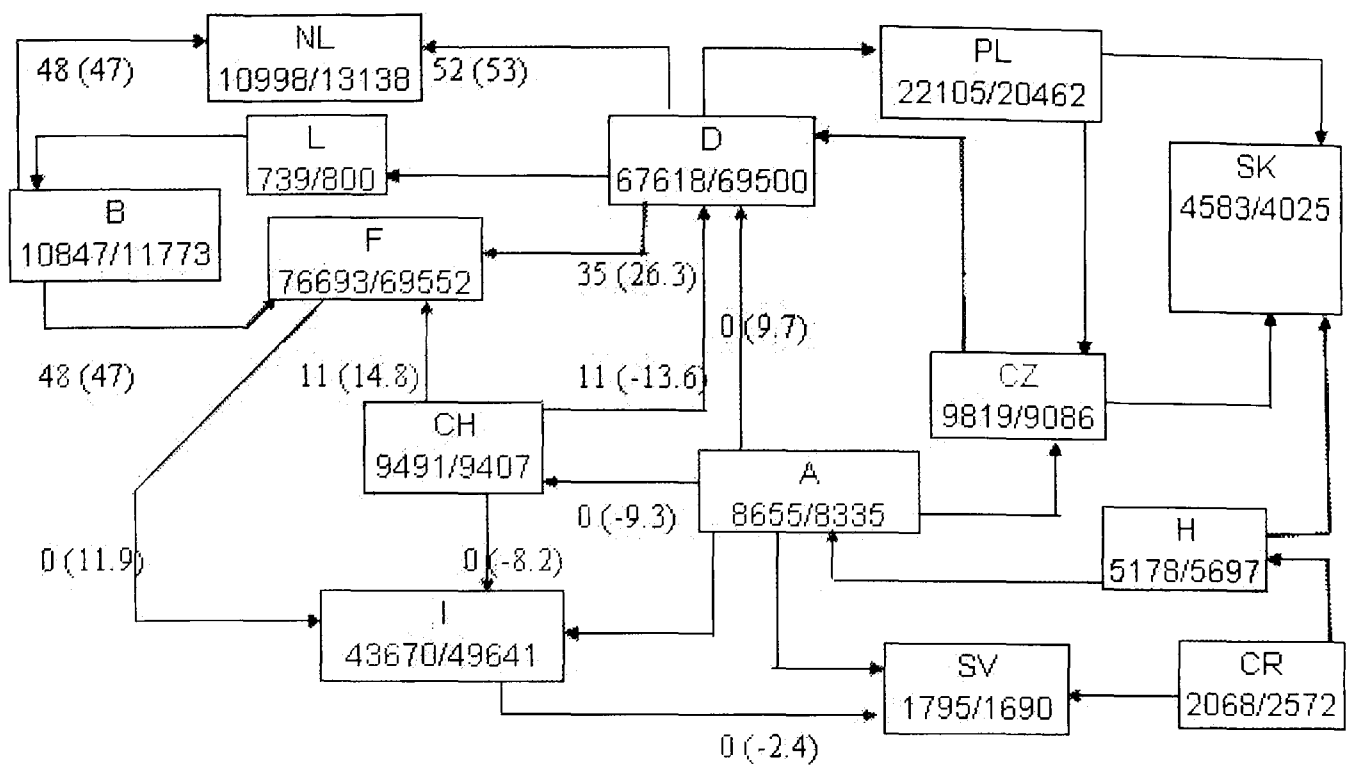 NL
10998/13138
48 (47)
52 (53)
PL
22105/20462
L
739/800
D
67618/69500
SK
4583/4025
B
10847/11773
F
76693/69552
35 (26.3)
0 (9.7)
48 (47)
11 (14.8)
11 (-13.6)
CZ
9819/9086
CH
9491/9407
A
8655/8335
0 (-9.3)
H
5178/5697
0 (11.9)
0 (-8.2)
I
43670/49641
SV
1795/1690
CR
2068/2572
0 (-2.4)